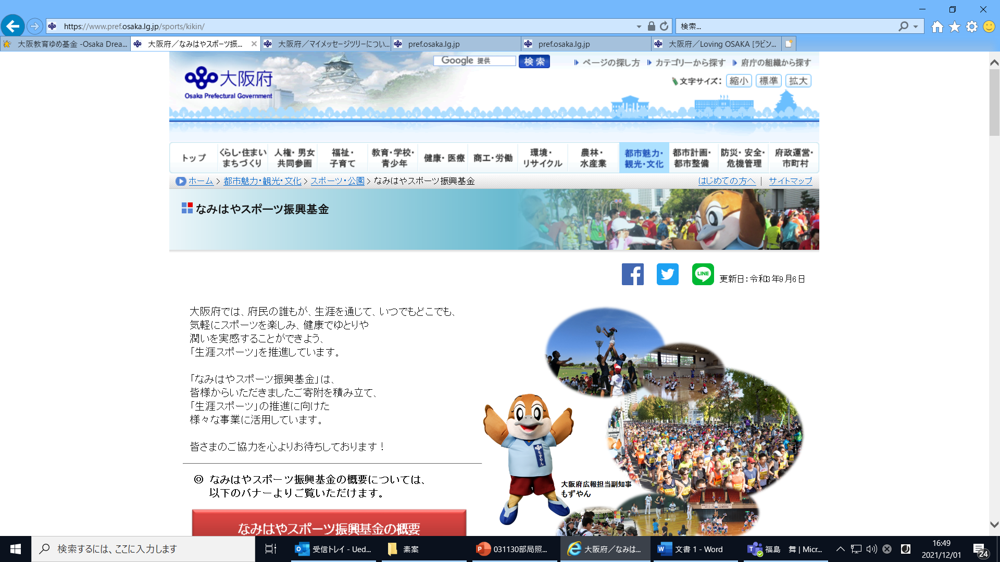 https://www.pref.osaka.lg.jp/sports/kikin/
検索...
大阪教育ゆめ基金 -Osaka Drea...
大阪府／なみはやスポーツ振...
大阪府／マイメッセージツリーについ...
pref.osaka.lg.jp
pref.osaka.lg.jp
大阪府／Loving OSAKA [ラビン...
大阪府
Osaka Prefectural Government
Google 提供
検索
ページの探し方
カテゴリーから探す
府庁の組織から探す
文字サイズ：
縮小
標準
拡大
トップ
くらし・住まい
まちづくり
人権・男女
共同参画
福祉・
子育て
教育・学校・
青少年
健康・医療
商工・労働
環境・
リサイクル
農林・
水産業
都市魅力・
観光・文化
都市計画・
都市整備
防災・安全・
危機管理
府政運営・
市町村
ホーム > 都市魅力・観光・文化 > スポーツ・公園 > なみはやスポーツ振興基金
はじめての方へ | サイトマップ
なみはやスポーツ振興基金
LINE
更新日：令和3年9月6日
大阪府では、府民の誰もが、生涯を通じて、いつでもどこでも、
気軽にスポーツを楽しみ、健康でゆとりや
潤いを実感することができよう、
「生涯スポーツ」を推進しています。
「なみはやスポーツ振興基金」は、
皆様からいただきましたご寄附を積み立て、
「生涯スポーツ」の推進に向けた
様々な事業に活用しています。
皆さまのご協力を心よりお待ちしております！
START
もずやん
大阪府広報担当副知事
もずやん
◎ なみはやスポーツ振興基金の概要については、
以下のバナーよりご覧いただけます。
なみはやスポーツ振興基金の概要
検索するには、ここに入力します
受信トレイ - Ued...
素案
031130部局照...
大阪府／なみは...
文書 1 - Word
福島　舞 | Micr...
16:49
2021/12/01
24